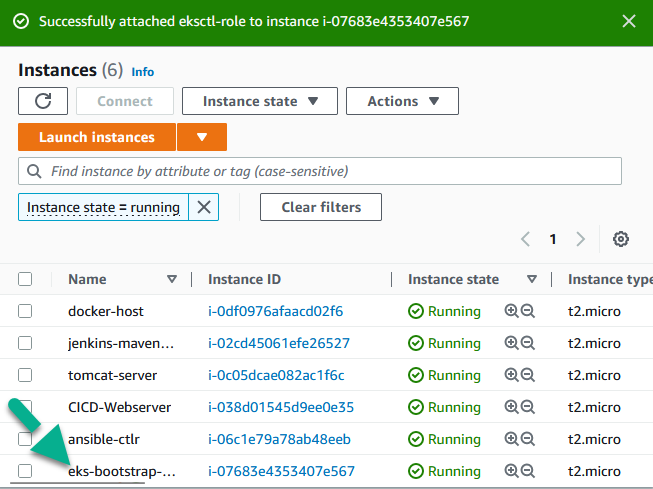 Successfully attached eksctl-role to instance i-07683e4353407e567
Instances (6) Info
Connect Instance state Actions
Launch instances
Find instance by attribute or tag (case-sensitive)
Instance state = running Clear filters
1
Name Instance ID Instance state Instance type
docker-host i-0df0976afaacd02f6 Running t2.micro
jenkins-maven... i-02cd45061efe26527 Running t2.micro
tomcat-server i-0c05dcae082ac1f6c Running t2.micro
CICD-Webserver i-038d01545d9ee0e35 Running t2.micro
ansible-ctlr i-06c1e79a78ab48eeb Running t2.micro
eks-bootstrap-... i-07683e4353407e567 Running t2.micro